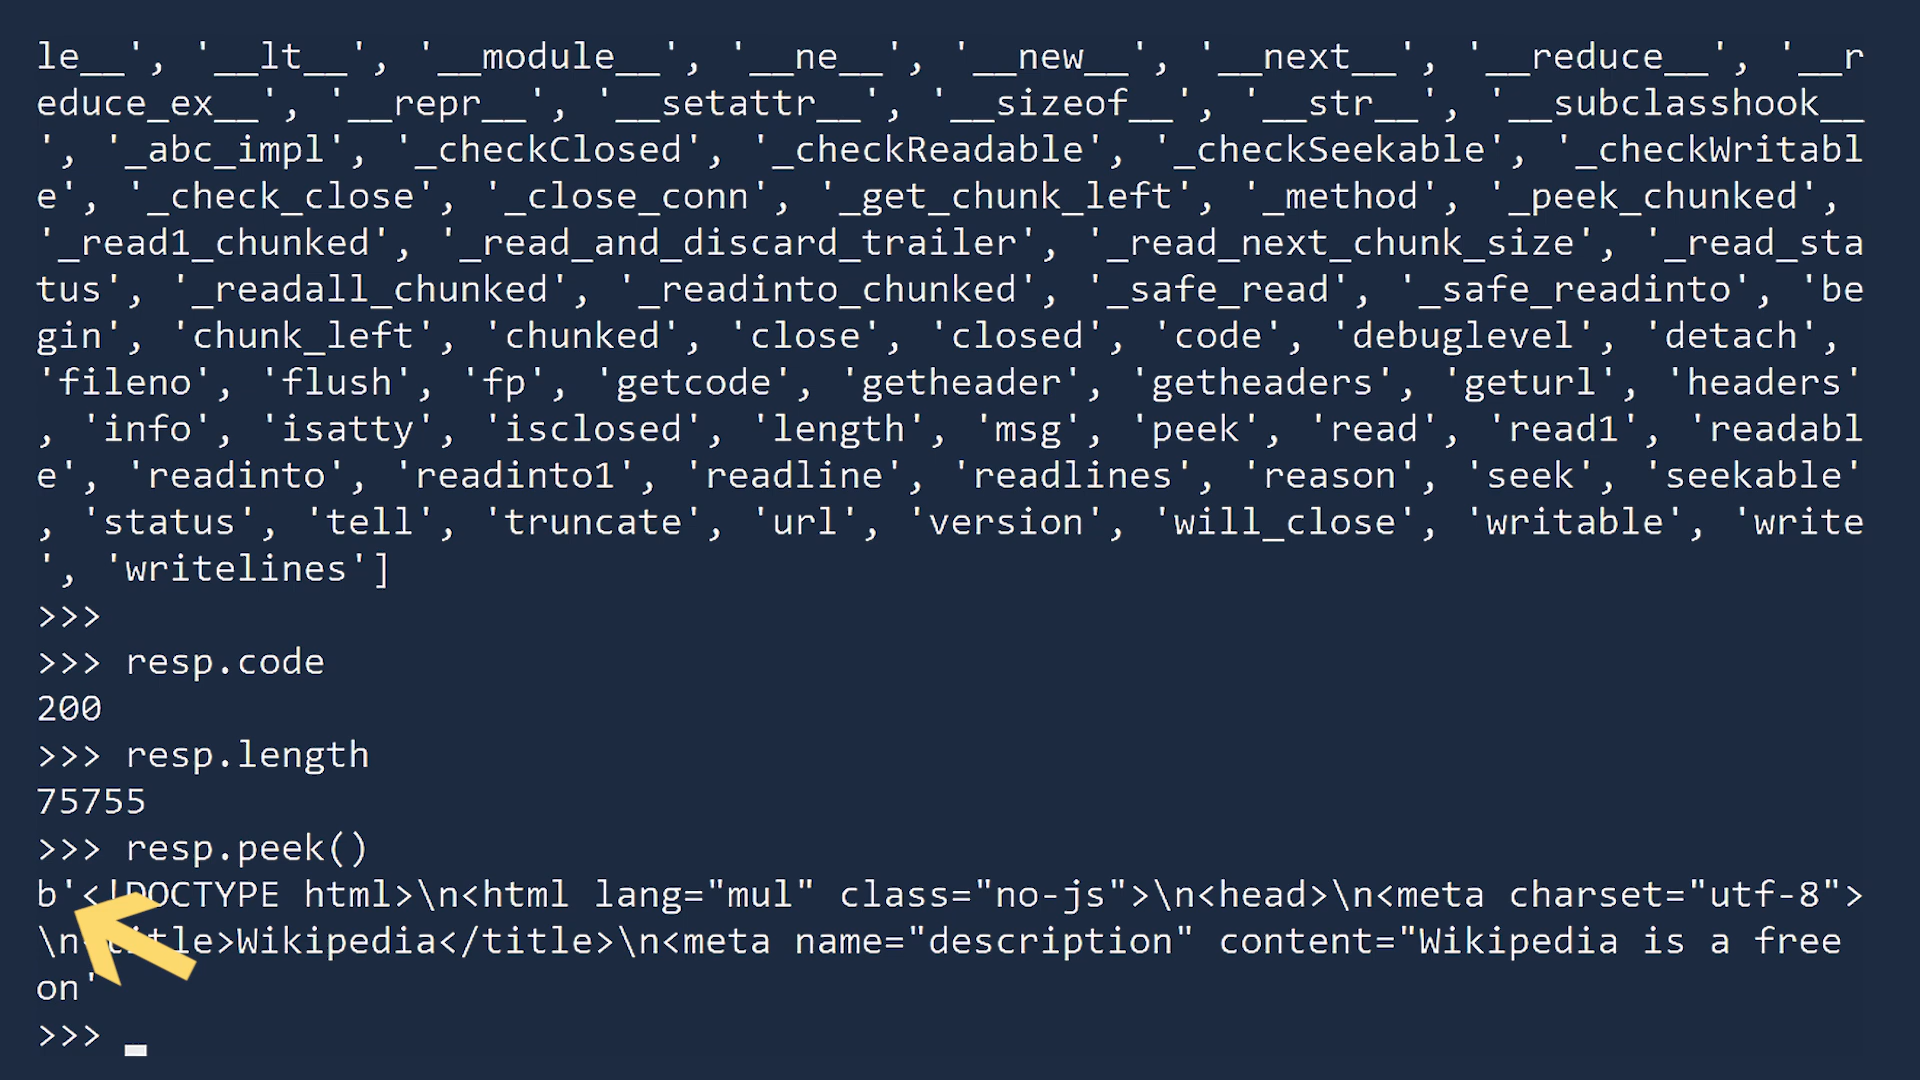 le__', '__lt__', '__module__', '__ne__', '__new__', '__next__', '__reduce__', '__r
educe_ex__', '__repr__', '__setattr__', '__sizeof__', '__str__', '__subclasshook__
', '_abc_impl', '_checkClosed', '_checkReadable', '_checkSeekable', '_checkWritabl
e', '_check_close', '_close_conn', '_get_chunk_left', '_method', '_peek_chunked',
'_read1_chunked', '_read_and_discard_trailer', '_read_next_chunk_size', '_read_sta
tus', '_readall_chunked', '_readinto_chunked', '_safe_read', '_safe_readinto', 'be
gin', 'chunk_left', 'chunked', 'close', 'closed', 'code', 'debuglevel', 'detach',
'fileno', 'flush', 'fp', 'getcode', 'getheader', 'getheaders', 'geturl', 'headers'
, 'info', 'isatty', 'isclosed', 'length', 'msg', 'peek', 'read', 'read1', 'readabl
e', 'readinto', 'readinto1', 'readline', 'readlines', 'reason', 'seek', 'seekable'
, 'status', 'tell', 'truncate', 'url', 'version', 'will_close', 'writable', 'write
', 'writelines']
>>>
>>> resp.code
200
>>> resp.length
75755
>>> resp.peek()
b'<!DOCTYPE html>\n<html lang="mul" class="no-js">\n<head>\n<meta charset="utf-8">
\n<title>Wikipedia</title>\n<meta name="description" content="Wikipedia is a free
on'
>>> _